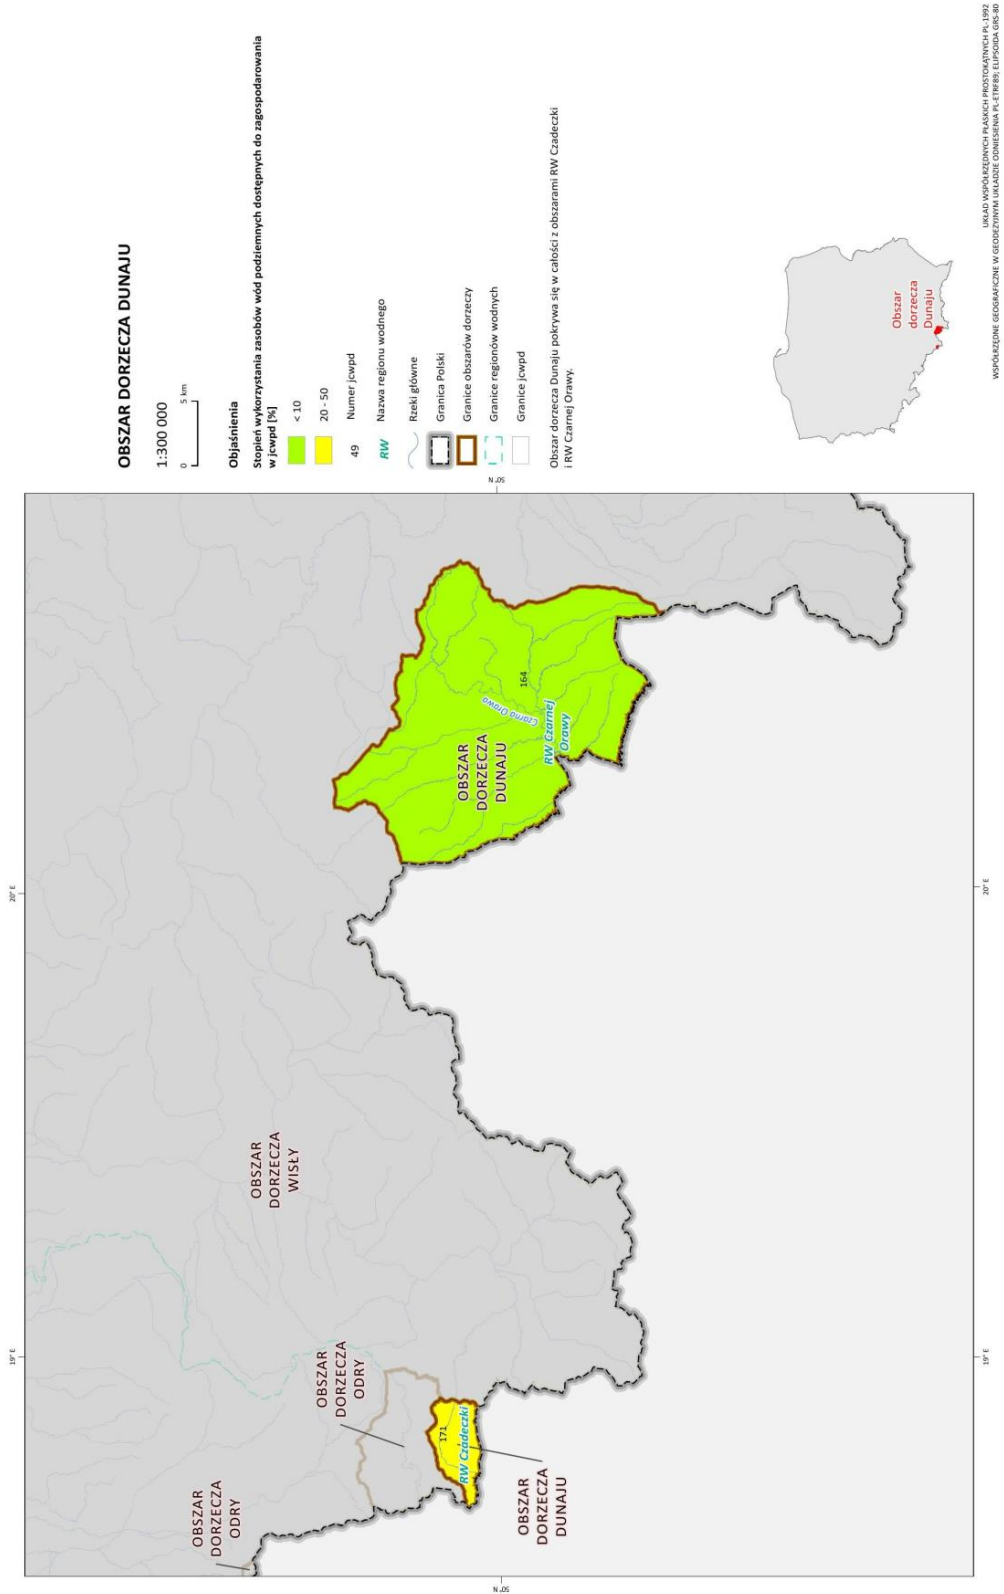 OBSZAR DORZECZA DUNAJU
1:300 000
0 5 km
Objaśnienia
Stopień wykorzystania zasobów wód podziemnych dostępnych do zagospodarowania
w jcwpd [%]
< 10
20 - 50
49 Numer jcwpd
RW Nazwa regionu wodnego
Rzeki główne
Granica Polski
Granice obszarów dorzeczy
Granice regionów wodnych
Granice jcwpd
Obszar dorzecza Dunaju pokrywa się w całości z obszarami RW Czadeczki
i RW Czarnej Orawy.
Obszar
dorzecza
Dunaju
UKŁAD WSPÓŁRZĘDNYCH PŁASKICH PROSTOKĄTNYCH PL-1992
WSPÓŁRZĘDNE GEOGRAFICZNE W GEODEZYJNYM UKŁADZIE ODNIESIENIA PL-ETRF89; ELIPSOIDA GRS-80
19° E
20° E
50° N
OBSZAR
DORZECZA
ODRY
OBSZAR
DORZECZA
ODRY
OBSZAR
DORZECZA
WISŁY
171
RW Czadeczki
OBSZAR
DORZECZA
DUNAJU
OBSZAR
DORZECZA
DUNAJU
Czarna Orawa
164
RW Czarnej
Orawy
50° N
19° E
20° E